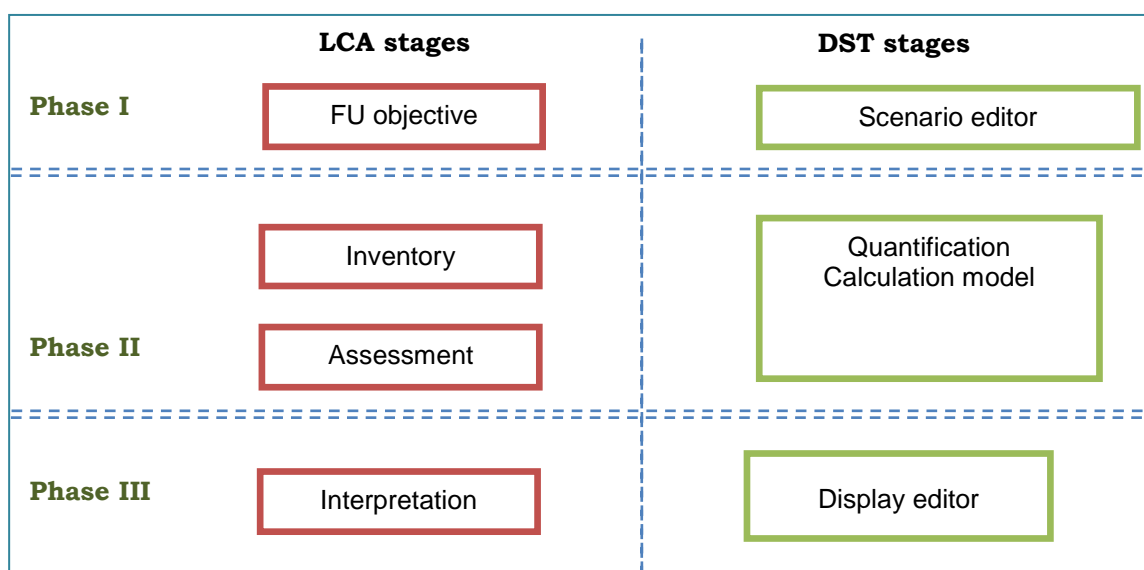 LCA stages
DST stages
Phase I
FU objective
Scenario editor
Inventory
Quantification
Calculation model
Phase II
Assessment
Phase III
Interpretation
Display editor